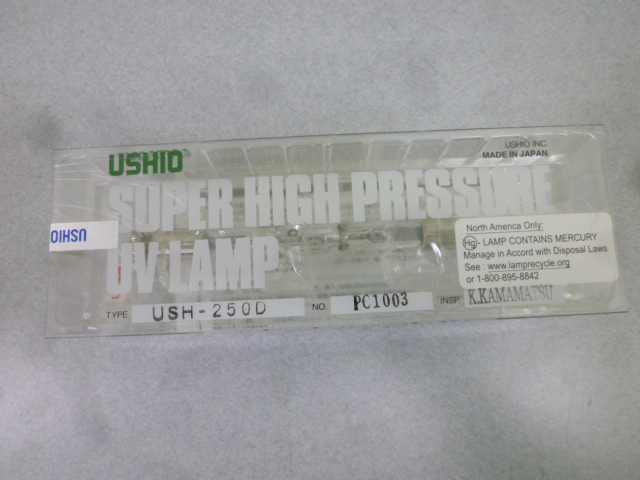 USHIO
USHIO INC.
MADE IN JAPAN
SUPER HIGH PRESSURE
UV LAMP
USHIO
North America Only:
Hg - LAMP CONTAINS MERCURY
Manage in Accord with Disposal Laws
See : www.lamprecycle.org
or 1-800-895-8842
TYPE USH-250D NO. PC1003 INSP. K.KAMAMATSU